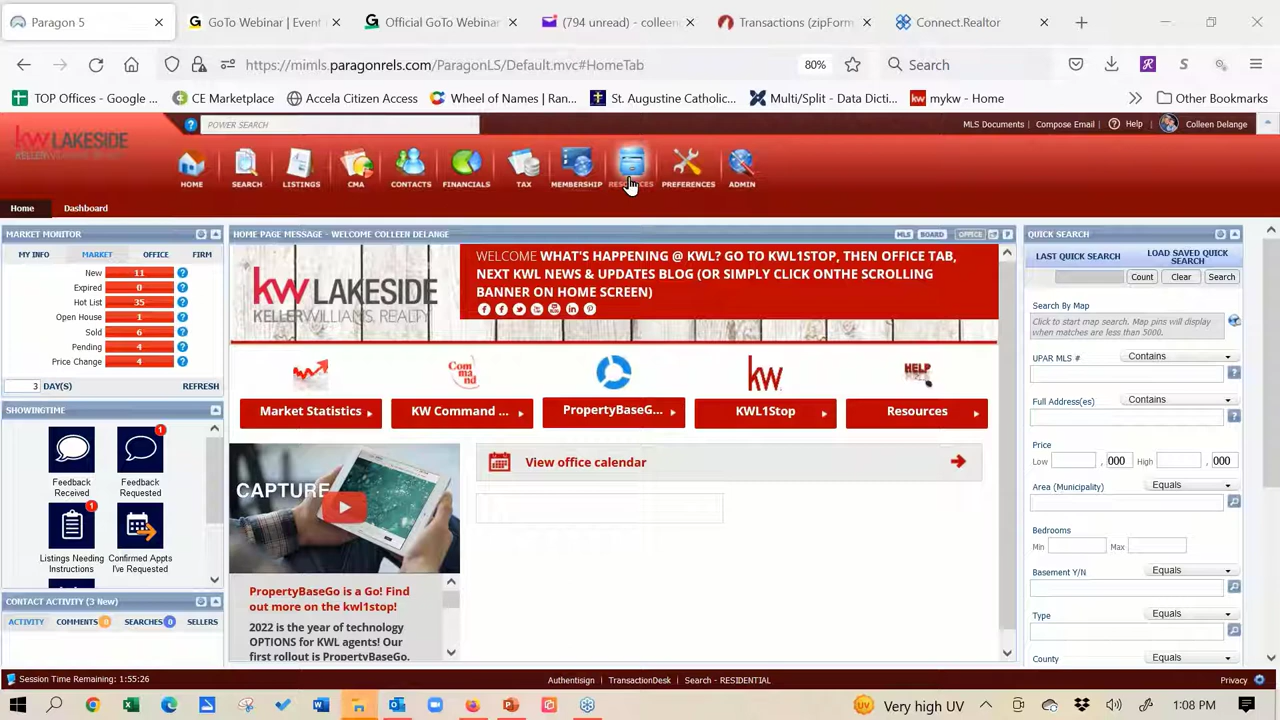 Paragon 5
GoTo Webinar | Event
Official GoTo Webinar
(794 unread) - colleen
Transactions (zipForm
Connect.Realtor
https://mimls.paragonrels.com/ParagonLS/Default.mvc#HomeTab
80%
Search
TOP Offices - Google ...
CE Marketplace
Accela Citizen Access
Wheel of Names | Ran...
St. Augustine Catholic...
Multi/Split - Data Dicti...
mykw - Home
Other Bookmarks
kw LAKESIDE
KELLERWILLIAMS. REALTY
POWER SEARCH
MLS Documents
Compose Email
Help
Colleen Delange
HOME
SEARCH
LISTINGS
CMA
CONTACTS
FINANCIALS
TAX
MEMBERSHIP
RESOURCES
PREFERENCES
ADMIN
Home
Dashboard
MARKET MONITOR
MY INFO
MARKET
OFFICE
FIRM
New 11
Expired 0
Hot List 35
Open House 1
Sold 6
Pending 4
Price Change 4
3 DAY(S)
REFRESH
SHOWINGTIME
1
Feedback Received
Feedback Requested
1
Listings Needing Instructions
Confirmed Appts I've Requested
CONTACT ACTIVITY (3 New)
ACTIVITY
COMMENTS 0
SEARCHES 0
SELLERS
HOME PAGE MESSAGE - WELCOME COLLEEN DELANGE
MLS
BOARD
OFFICE
kw LAKESIDE
KELLERWILLIAMS. REALTY
WELCOME WHAT'S HAPPENING @ KWL? GO TO KWL1STOP, THEN OFFICE TAB,
NEXT KWL NEWS & UPDATES BLOG (OR SIMPLY CLICK ONTHE SCROLLING
BANNER ON HOME SCREEN)
Command
kw
HELP
Market Statistics
KW Command ...
PropertyBaseG...
KWL1Stop
Resources
CAPTURE
View office calendar
PropertyBaseGo is a Go! Find
out more on the kwl1stop!
2022 is the year of technology
OPTIONS for KWL agents! Our
first rollout is PropertyBaseGo.
QUICK SEARCH
LAST QUICK SEARCH
LOAD SAVED QUICK SEARCH
Count
Clear
Search
Search By Map
Click to start map search. Map pins will display
when matches are less than 5000.
UPAR MLS #
Contains
Full Address(es)
Contains
Price
Low , 000 High , 000
Area (Municipality)
Equals
Bedrooms
Min Max
Basement Y/N
Equals
Type
Equals
County
Equals
Session Time Remaining: 1:55:26
Authentisign | TransactionDesk | Search - RESIDENTIAL
Privacy
Very high UV
1:08 PM